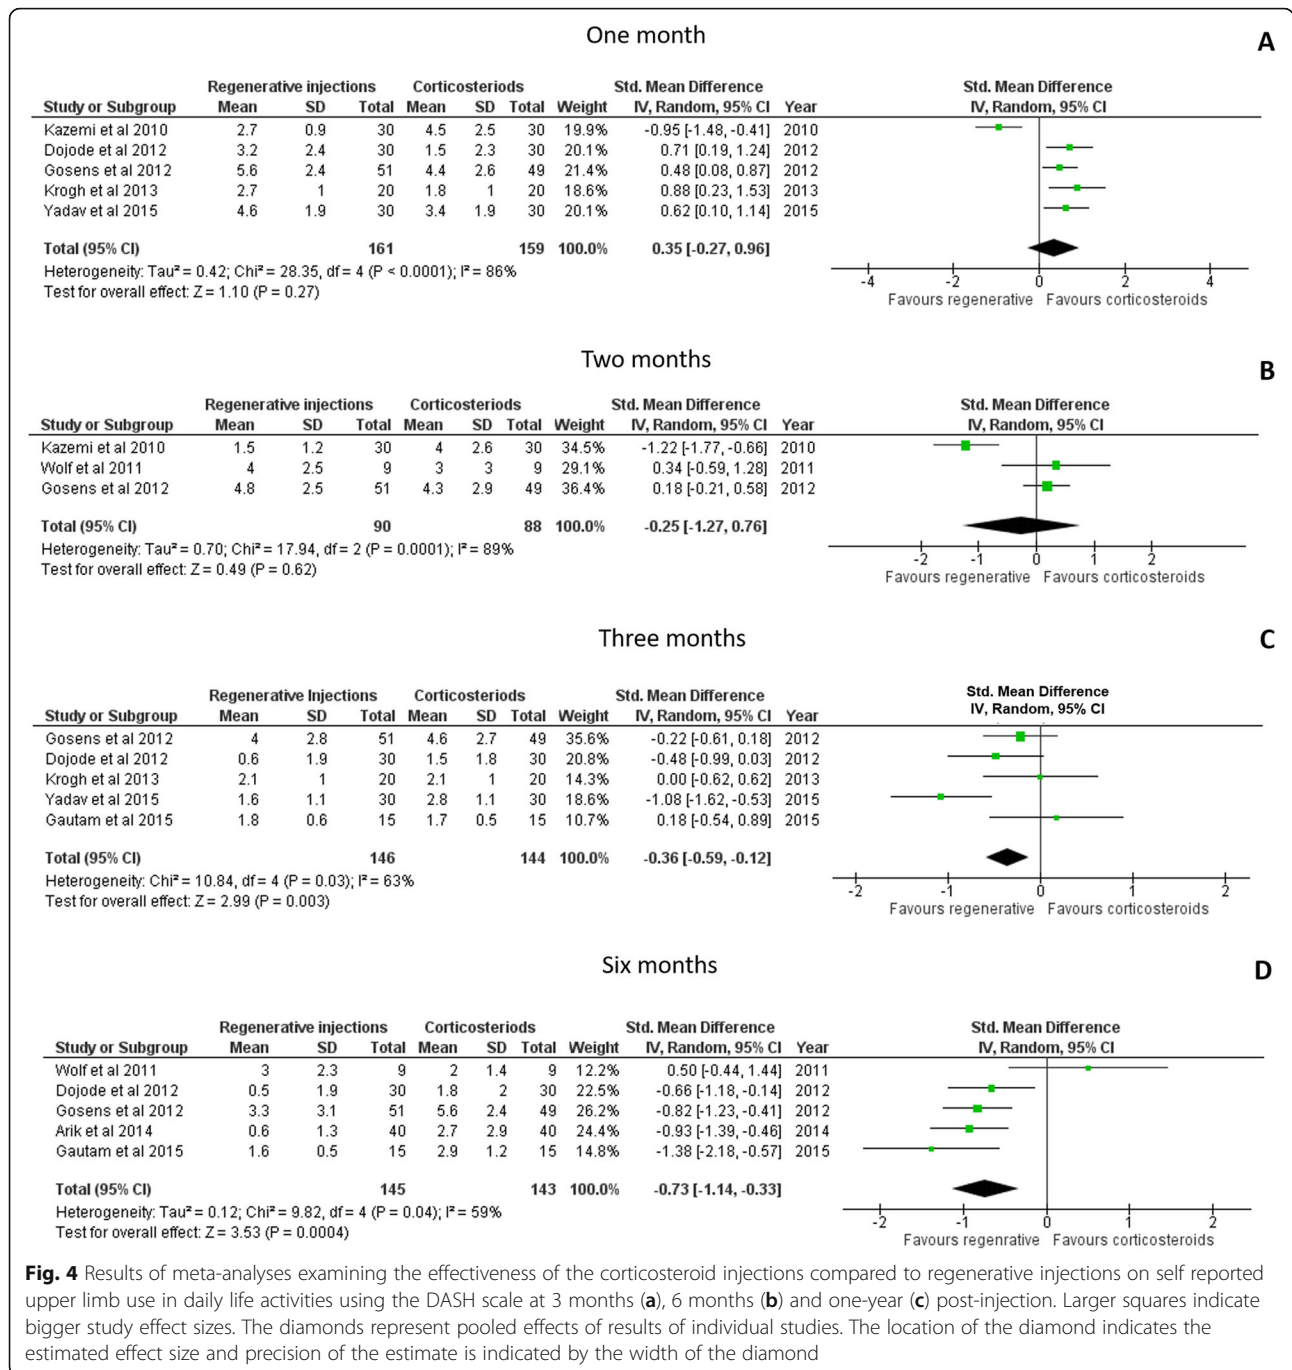 One month
A
Regenerative injections Corticosteriods Std. Mean Difference Std. Mean Difference
Study or Subgroup Mean SD Total Mean SD Total Weight IV, Random, 95% CI Year IV, Random, 95% CI
Kazemi et al 2010 2.7 0.9 30 4.5 2.5 30 19.9% -0.95 [-1.48, -0.41] 2010
Dojode et al 2012 3.2 2.4 30 1.5 2.3 30 20.1% 0.71 [0.19, 1.24] 2012
Gosens et al 2012 5.6 2.4 51 4.4 2.6 49 21.4% 0.48 [0.08, 0.87] 2012
Krogh et al 2013 2.7 1 20 1.8 1 20 18.6% 0.88 [0.23, 1.53] 2013
Yadav et al 2015 4.6 1.9 30 3.4 1.9 30 20.1% 0.62 [0.10, 1.14] 2015
Total (95% CI) 161 159 100.0% 0.35 [-0.27, 0.96]
Heterogeneity: Tau² = 0.42; Chi² = 28.35, df = 4 (P < 0.0001); I² = 86%
Test for overall effect: Z = 1.10 (P = 0.27)
-4 -2 0 2 4
Favours regenerative Favours corticosteroids
Two months
B
Regenerative injections Corticosteriods Std. Mean Difference Std. Mean Difference
Study or Subgroup Mean SD Total Mean SD Total Weight IV, Random, 95% CI Year IV, Random, 95% CI
Kazemi et al 2010 1.5 1.2 30 4 2.6 30 34.5% -1.22 [-1.77, -0.66] 2010
Wolf et al 2011 4 2.5 9 3 3 9 29.1% 0.34 [-0.59, 1.28] 2011
Gosens et al 2012 4.8 2.5 51 4.3 2.9 49 36.4% 0.18 [-0.21, 0.58] 2012
Total (95% CI) 90 88 100.0% -0.25 [-1.27, 0.76]
Heterogeneity: Tau² = 0.70; Chi² = 17.94, df = 2 (P = 0.0001); I² = 89%
Test for overall effect: Z = 0.49 (P = 0.62)
-2 -1 0 1 2
Favours regenerative Favours corticosteroids
Three months
C
Regenerative Injections Corticosteriods Std. Mean Difference Std. Mean Difference
Study or Subgroup Mean SD Total Mean SD Total Weight IV, Random, 95% CI Year IV, Random, 95% CI
Gosens et al 2012 4 2.8 51 4.6 2.7 49 35.6% -0.22 [-0.61, 0.18] 2012
Dojode et al 2012 0.6 1.9 30 1.5 1.8 30 20.8% -0.48 [-0.99, 0.03] 2012
Krogh et al 2013 2.1 1 20 2.1 1 20 14.3% 0.00 [-0.62, 0.62] 2013
Yadav et al 2015 1.6 1.1 30 2.8 1.1 30 18.6% -1.08 [-1.62, -0.53] 2015
Gautam et al 2015 1.8 0.6 15 1.7 0.5 15 10.7% 0.18 [-0.54, 0.89] 2015
Total (95% CI) 146 144 100.0% -0.36 [-0.59, -0.12]
Heterogeneity: Chi² = 10.84, df = 4 (P = 0.03); I² = 63%
Test for overall effect: Z = 2.99 (P = 0.003)
-2 -1 0 1 2
Favours regenerative Favours corticosteroids
Six months
D
Regenerative injections Corticosteriods Std. Mean Difference Std. Mean Difference
Study or Subgroup Mean SD Total Mean SD Total Weight IV, Random, 95% CI Year IV, Random, 95% CI
Wolf et al 2011 3 2.3 9 2 1.4 9 12.2% 0.50 [-0.44, 1.44] 2011
Dojode et al 2012 0.5 1.9 30 1.8 2 30 22.5% -0.66 [-1.18, -0.14] 2012
Gosens et al 2012 3.3 3.1 51 5.6 2.4 49 26.2% -0.82 [-1.23, -0.41] 2012
Arik et al 2014 0.6 1.3 40 2.7 2.9 40 24.4% -0.93 [-1.39, -0.46] 2014
Gautam et al 2015 1.6 0.5 15 2.9 1.2 15 14.8% -1.38 [-2.18, -0.57] 2015
Total (95% CI) 145 143 100.0% -0.73 [-1.14, -0.33]
Heterogeneity: Tau² = 0.12; Chi² = 9.82, df = 4 (P = 0.04); I² = 59%
Test for overall effect: Z = 3.53 (P = 0.0004)
-2 -1 0 1 2
Favours regenrative Favours corticosteroids
Fig. 4 Results of meta-analyses examining the effectiveness of the corticosteroid injections compared to regenerative injections on self reported
upper limb use in daily life activities using the DASH scale at 3 months (a), 6 months (b) and one-year (c) post-injection. Larger squares indicate
bigger study effect sizes. The diamonds represent pooled effects of results of individual studies. The location of the diamond indicates the
estimated effect size and precision of the estimate is indicated by the width of the diamond